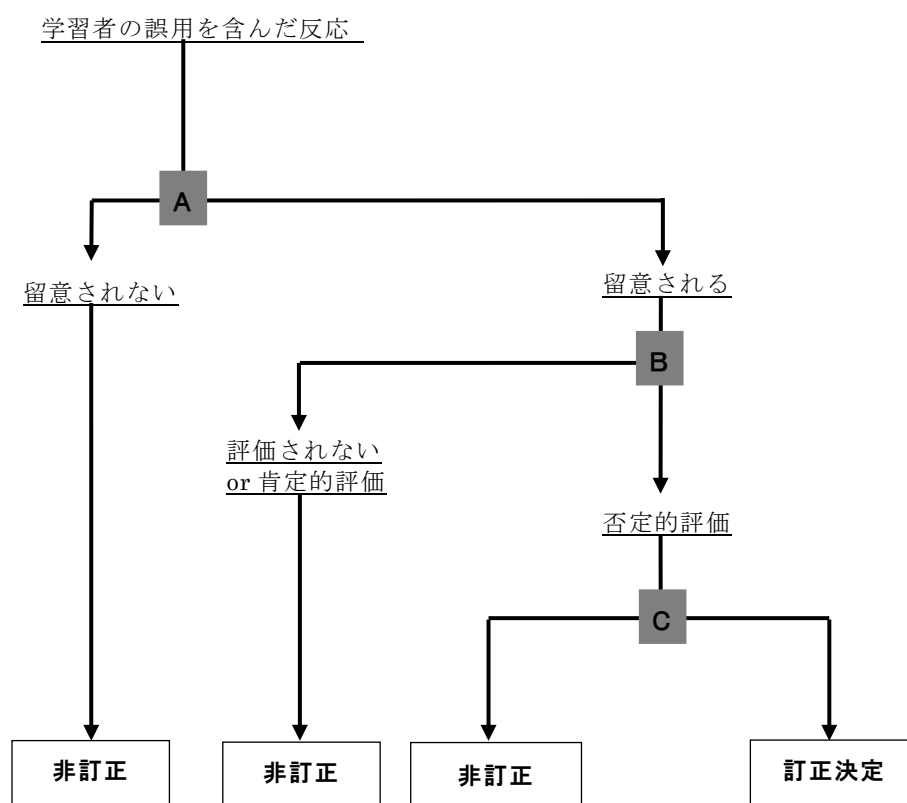 学習者の誤用を含んだ反応
A
留意されない
留意される
B
評価されない
or 肯定的評価
否定的評価
C
非訂正
非訂正
非訂正
訂正決定